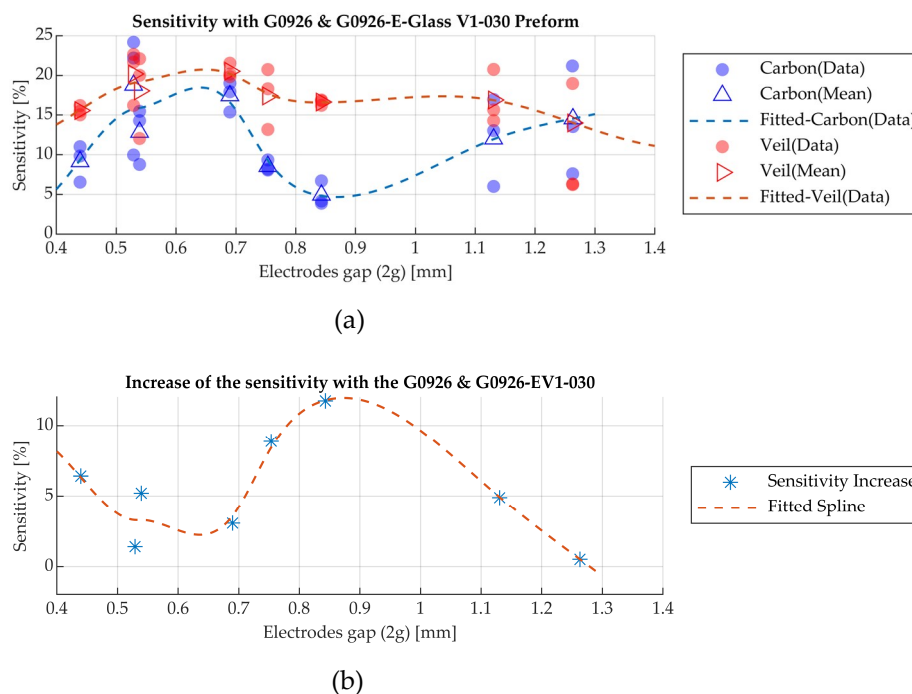 Sensitivity with G0926 & G0926-E-Glass V1-030 Preform
25
20
15
10
5
0
Sensitivity [%]
0.4 0.5 0.6 0.7 0.8 0.9 1 1.1 1.2 1.3 1.4
Electrodes gap (2g) [mm]
Carbon(Data)
Carbon(Mean)
Fitted-Carbon(Data)
Veil(Data)
Veil(Mean)
Fitted-Veil(Data)
(a)
Increase of the sensitivity with the G0926 & G0926-EV1-030
10
5
0
Sensitivity [%]
0.4 0.5 0.6 0.7 0.8 0.9 1 1.1 1.2 1.3 1.4
Electrodes gap (2g) [mm]
Sensitivity Increase
Fitted Spline
(b)